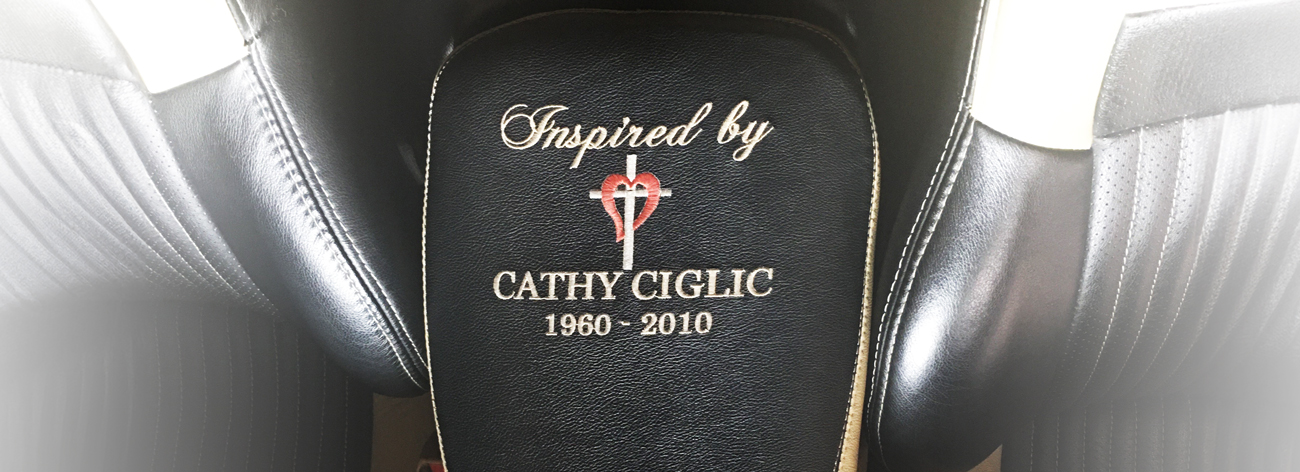 Inspired by
CATHY CIGLIC
1960 - 2010